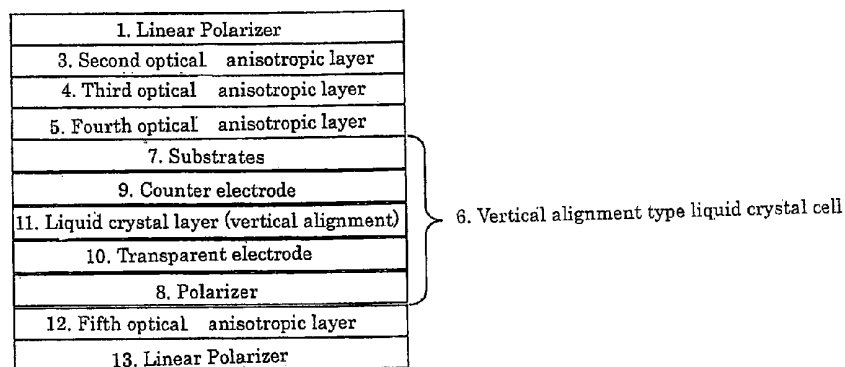 1. Linear Polarizer
3. Second optical anisotropic layer
4. Third optical anisotropic layer
5. Fourth optical anisotropic layer
7. Substrates
9. Counter electrode
11. Liquid crystal layer (vertical alignment)
6. Vertical alignment type liquid crystal cell
10. Transparent electrode
8. Polarizer
12. Fifth optical anisotropic layer
13. Linear Polarizer